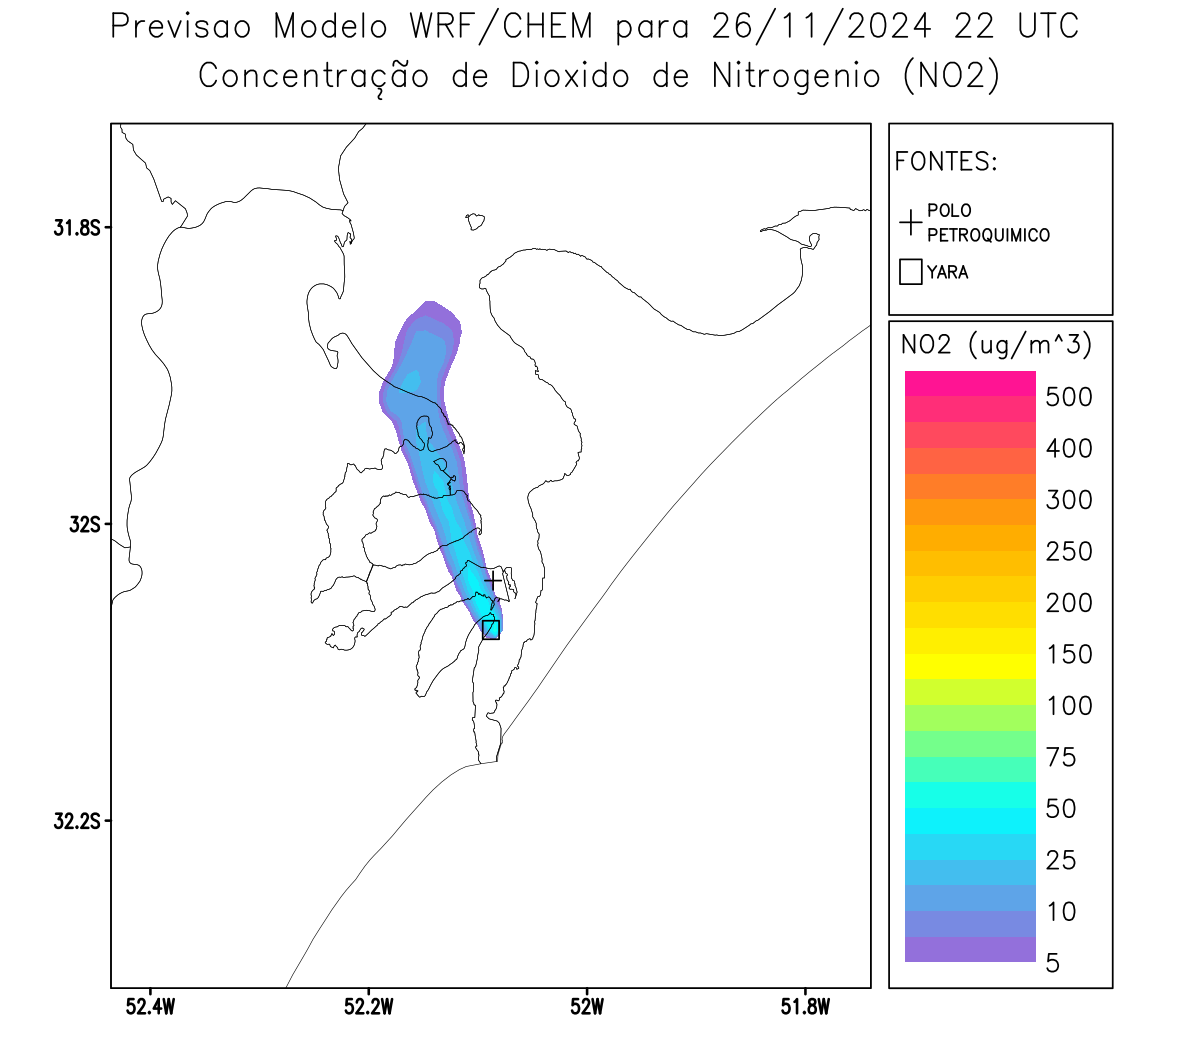 Previsao Modelo WRF/CHEM para 26/11/2024 22 UTC
Concentração de Dioxido de Nitrogenio (NO2)
FONTES:
POLO
PETROQUIMICO
YARA
NO2 (ug/m^3)
500
400
300
250
200
150
100
75
50
25
10
5
31.8S
32S
32.2S
52.4W
52.2W
52W
51.8W